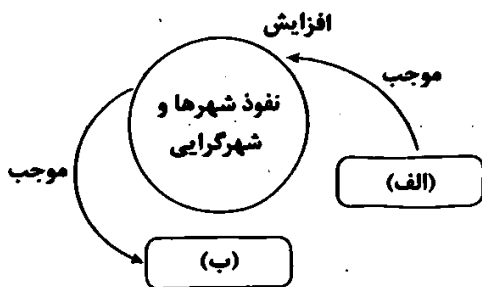 افزایش
موجب
نفوذ شهرها و
شهرگرایی
(الف)
موجب
(ب)